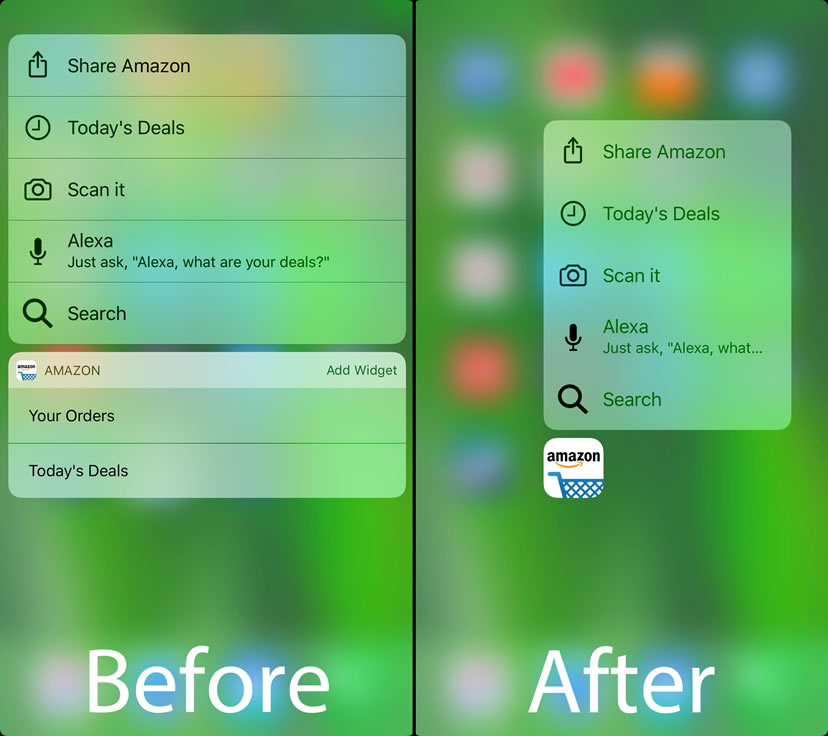 Share Amazon
Today's Deals
Scan it
Alexa
Just ask, "Alexa, what are your deals?"
Search
amazon
AMAZON Add Widget
Your Orders
Today's Deals
Before
Share Amazon
Today's Deals
Scan it
Alexa
Just ask, "Alexa, what...
Search
amazon
After